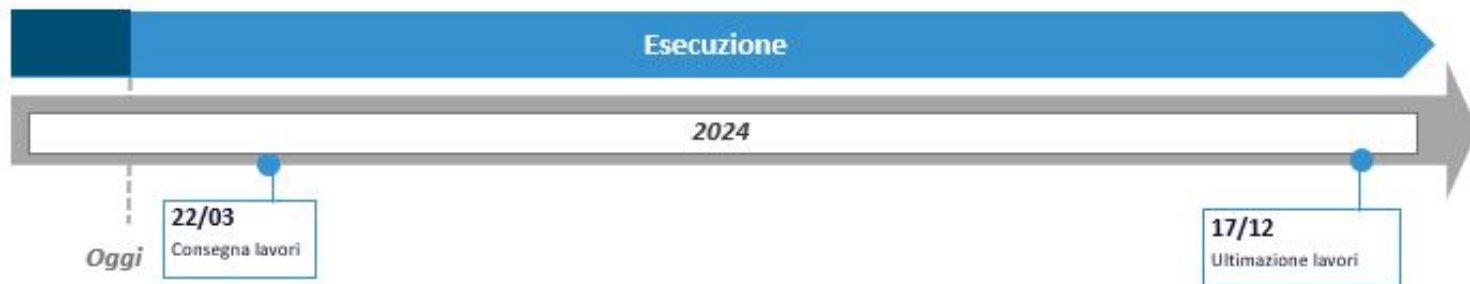 Esecuzione
2024
Oggi
22/03
Consegna lavori
17/12
Ultimazione lavori